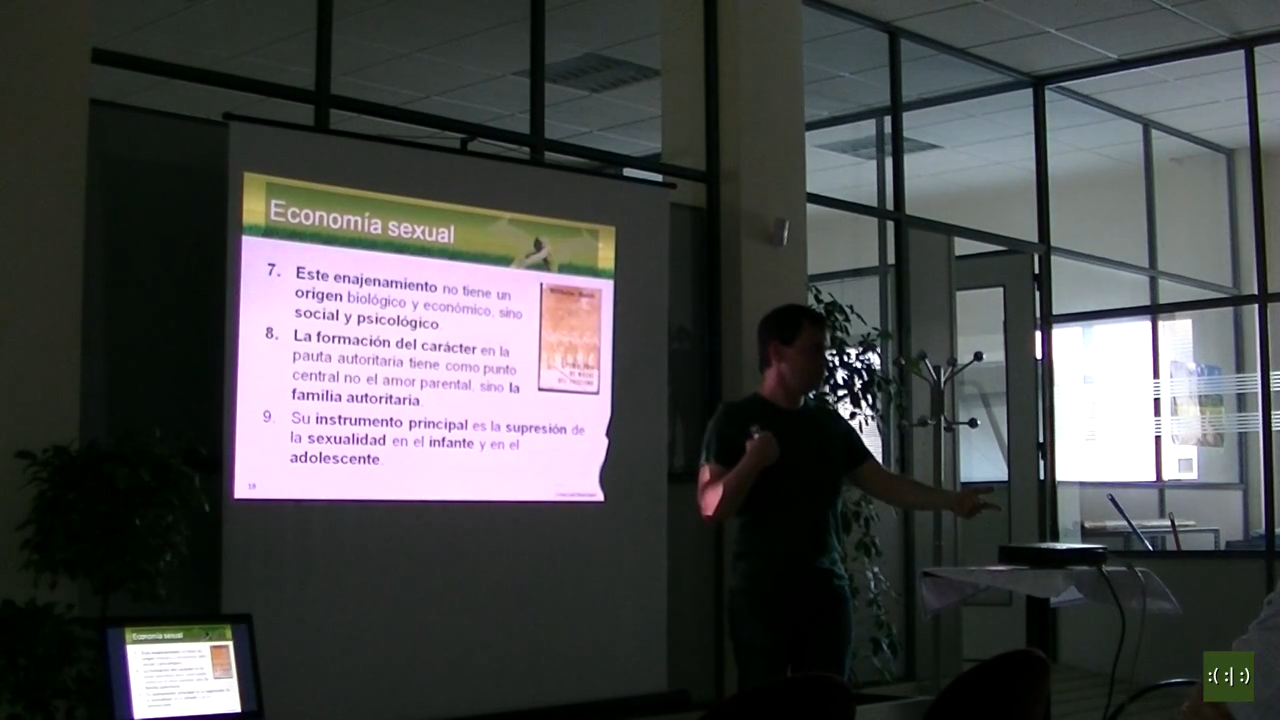 Economía sexual
7. Este enajenamiento no tiene un
origen biológico y económico, sino
social y psicológico.
8. La formación del carácter en la
pauta autoritaria tiene como punto
central no el amor parental, sino la
familia autoritaria.
9. Su instrumento principal es la supresión de
la sexualidad en el infante y en el
adolescente.
18
Economía sexual
:( :| :)